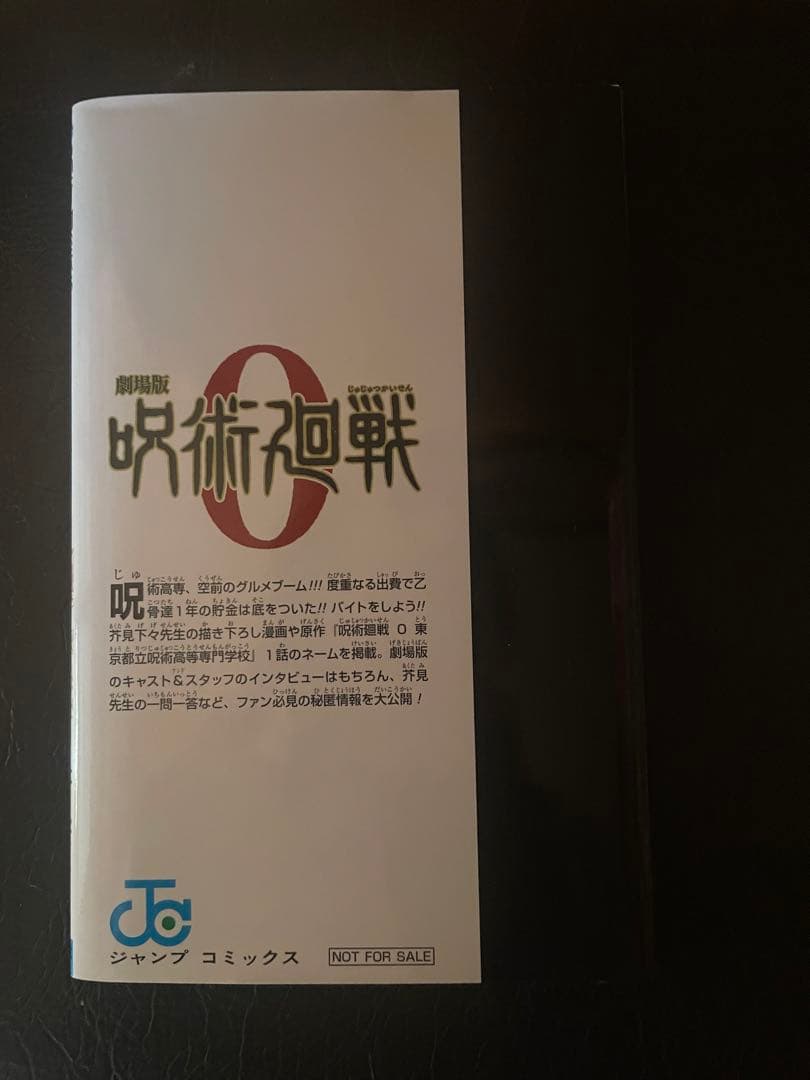 劇場版
じゅじゅつかいせん
呪術廻戦
0
呪術高専、空前のグルメブーム!!! 度重なる出費で乙
骨達1年の貯金は底をついた!! バイトをしよう!!
芥見下々先生の描き下ろし漫画や原作『呪術廻戦 0 東
京都立呪術高等専門学校』1話のネームを掲載。劇場版
のキャスト&スタッフのインタビューはもちろん、芥見
先生の一問一答など、ファン必見の秘匿情報を大公開!
JC
ジャンプ コミックス
NOT FOR SALE